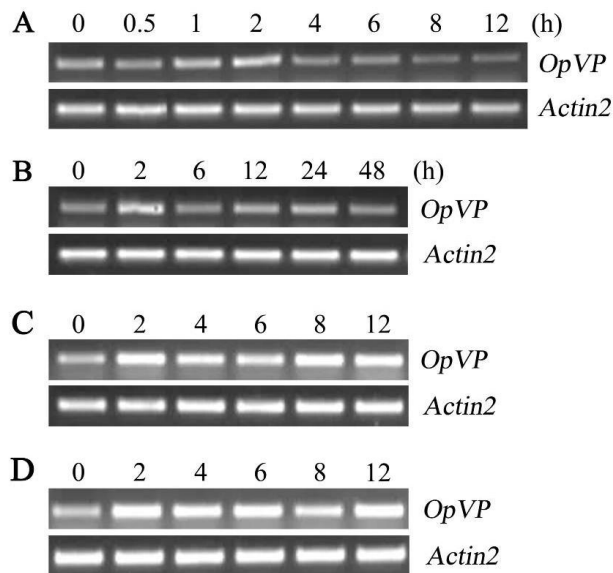 A 0 0.5 1 2 4 6 8 12 (h)
OpVP
Actin2
B 0 2 6 12 24 48 (h)
OpVP
Actin2
C 0 2 4 6 8 12
OpVP
Actin2
D 0 2 4 6 8 12
OpVP
Actin2